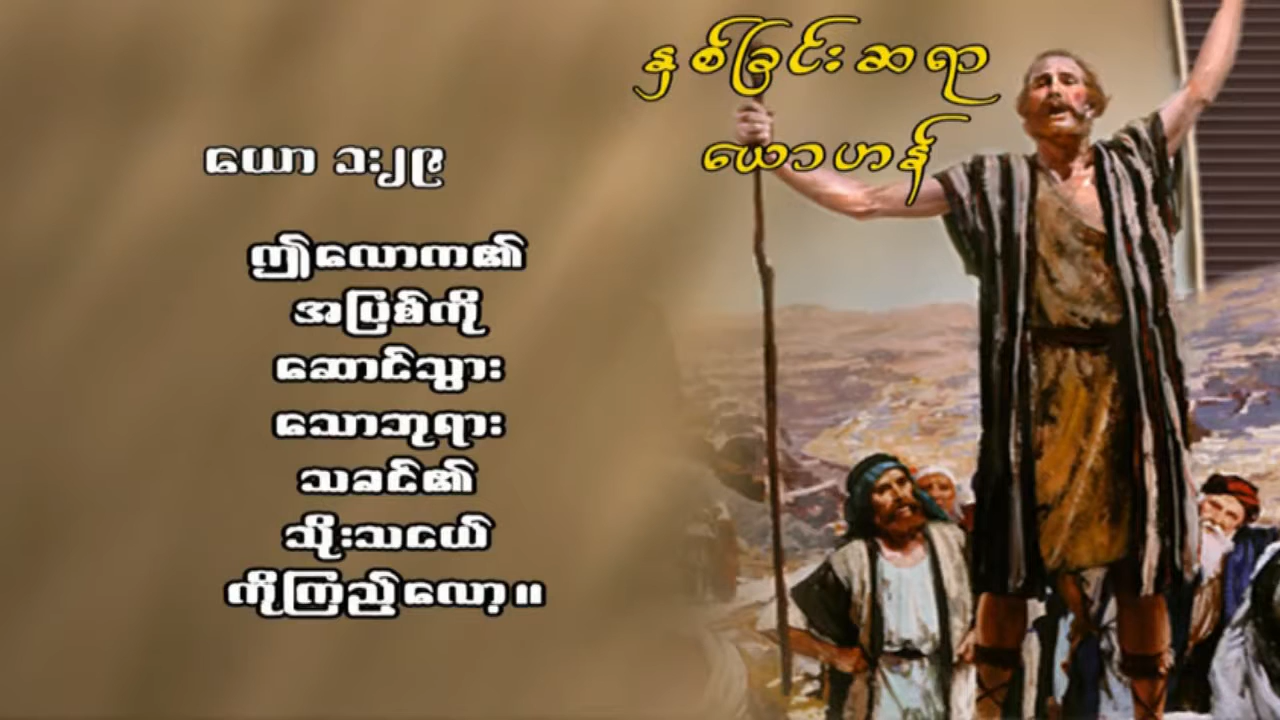 နှစ်ခြင်းဆရာ
ယောဟန်
ယော ၁း၂၉
ဤလောက၏
အပြစ်ကို
ဆောင်သွား
သောဘုရား
သခင်၏
သိုးသငယ်
ကိုကြည့်လော့။